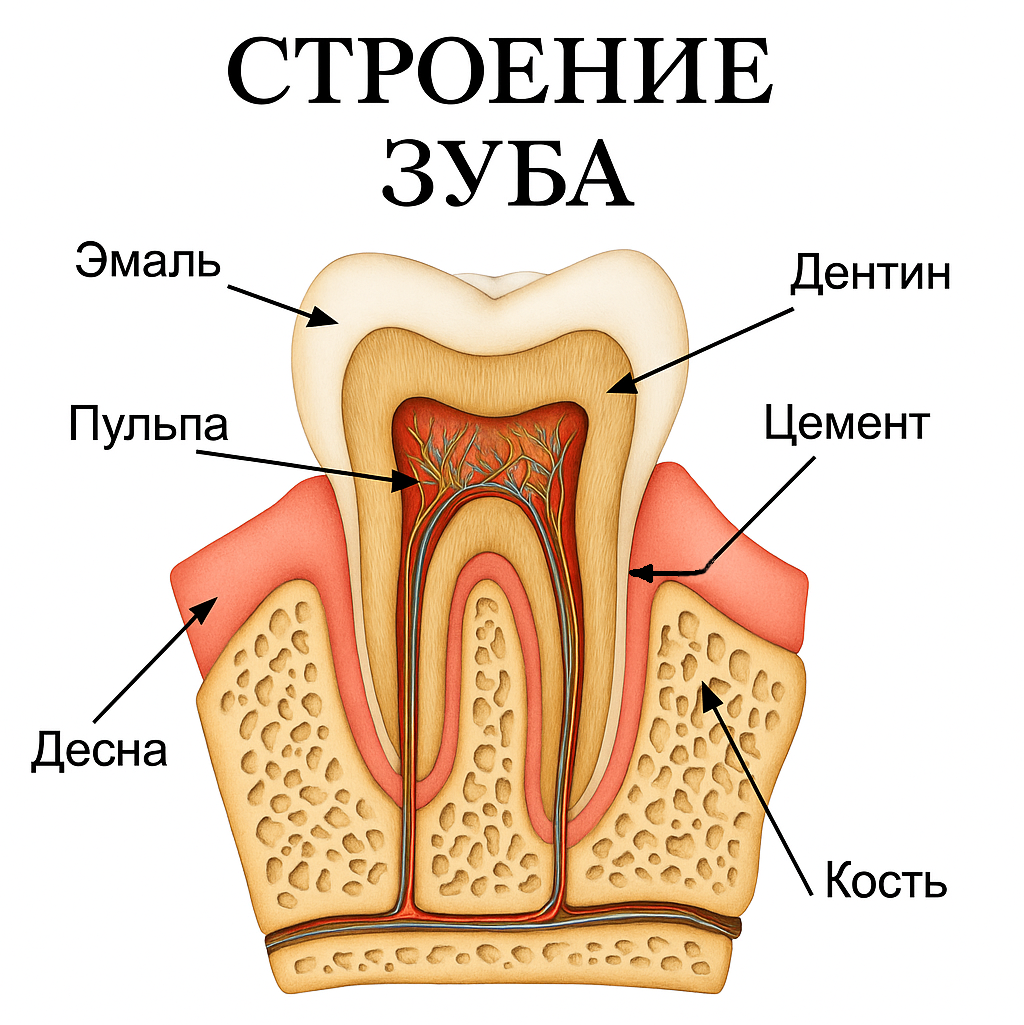 СТРОЕНИЕ
ЗУБА
Эмаль
Дентин
Пульпа
Цемент
Десна
Кость